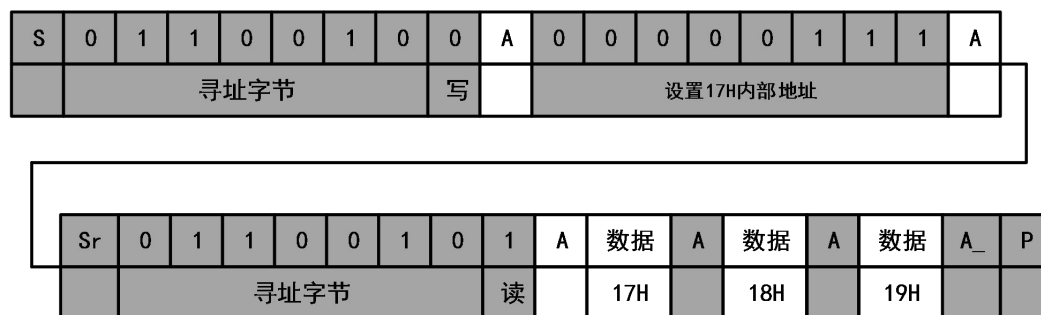 S 0 1 1 0 0 1 0 0 A 0 0 0 0 0 1 1 1 A
寻址字节 写 设置17H内部地址
Sr 0 1 1 0 0 1 0 1 A 数据 A 数据 A 数据 A_ P
寻址字节 读 17H 18H 19H